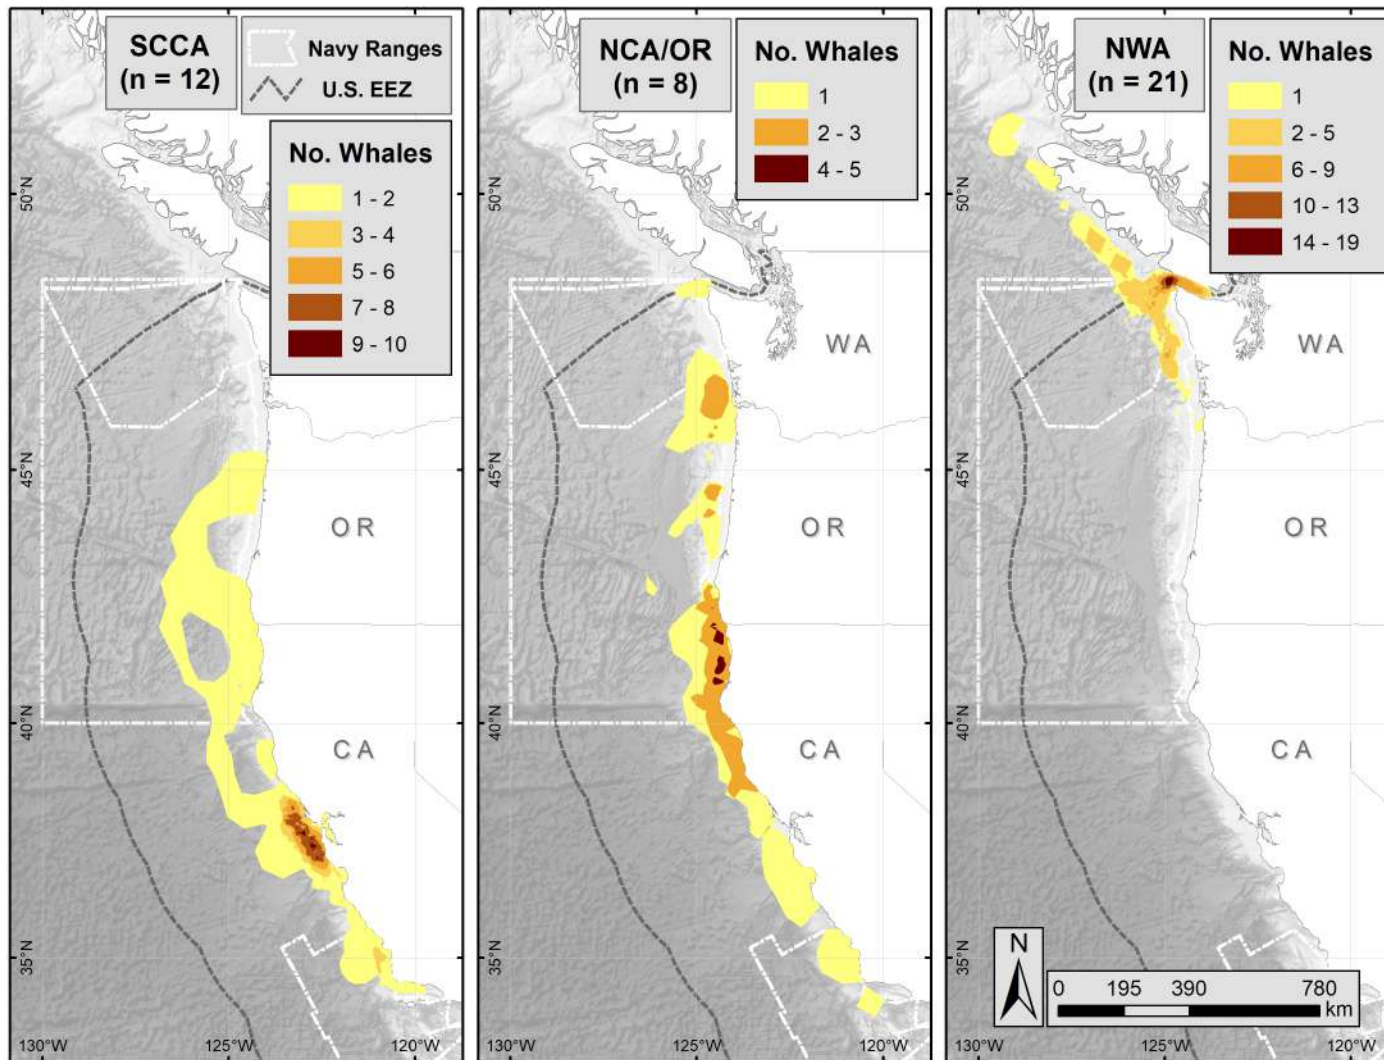 SCCA
(n = 12)
Navy Ranges
U.S. EEZ
No. Whales
1 - 2
3 - 4
5 - 6
7 - 8
9 - 10
50°N
45°N
40°N
35°N
130°W
125°W
120°W
OR
CA
NCA/OR
(n = 8)
No. Whales
1
2 - 3
4 - 5
50°N
45°N
40°N
35°N
130°W
125°W
120°W
WA
OR
CA
NWA
(n = 21)
No. Whales
1
2 - 5
6 - 9
10 - 13
14 - 19
50°N
45°N
40°N
35°N
130°W
125°W
120°W
WA
OR
CA
N
0 195 390 780
km